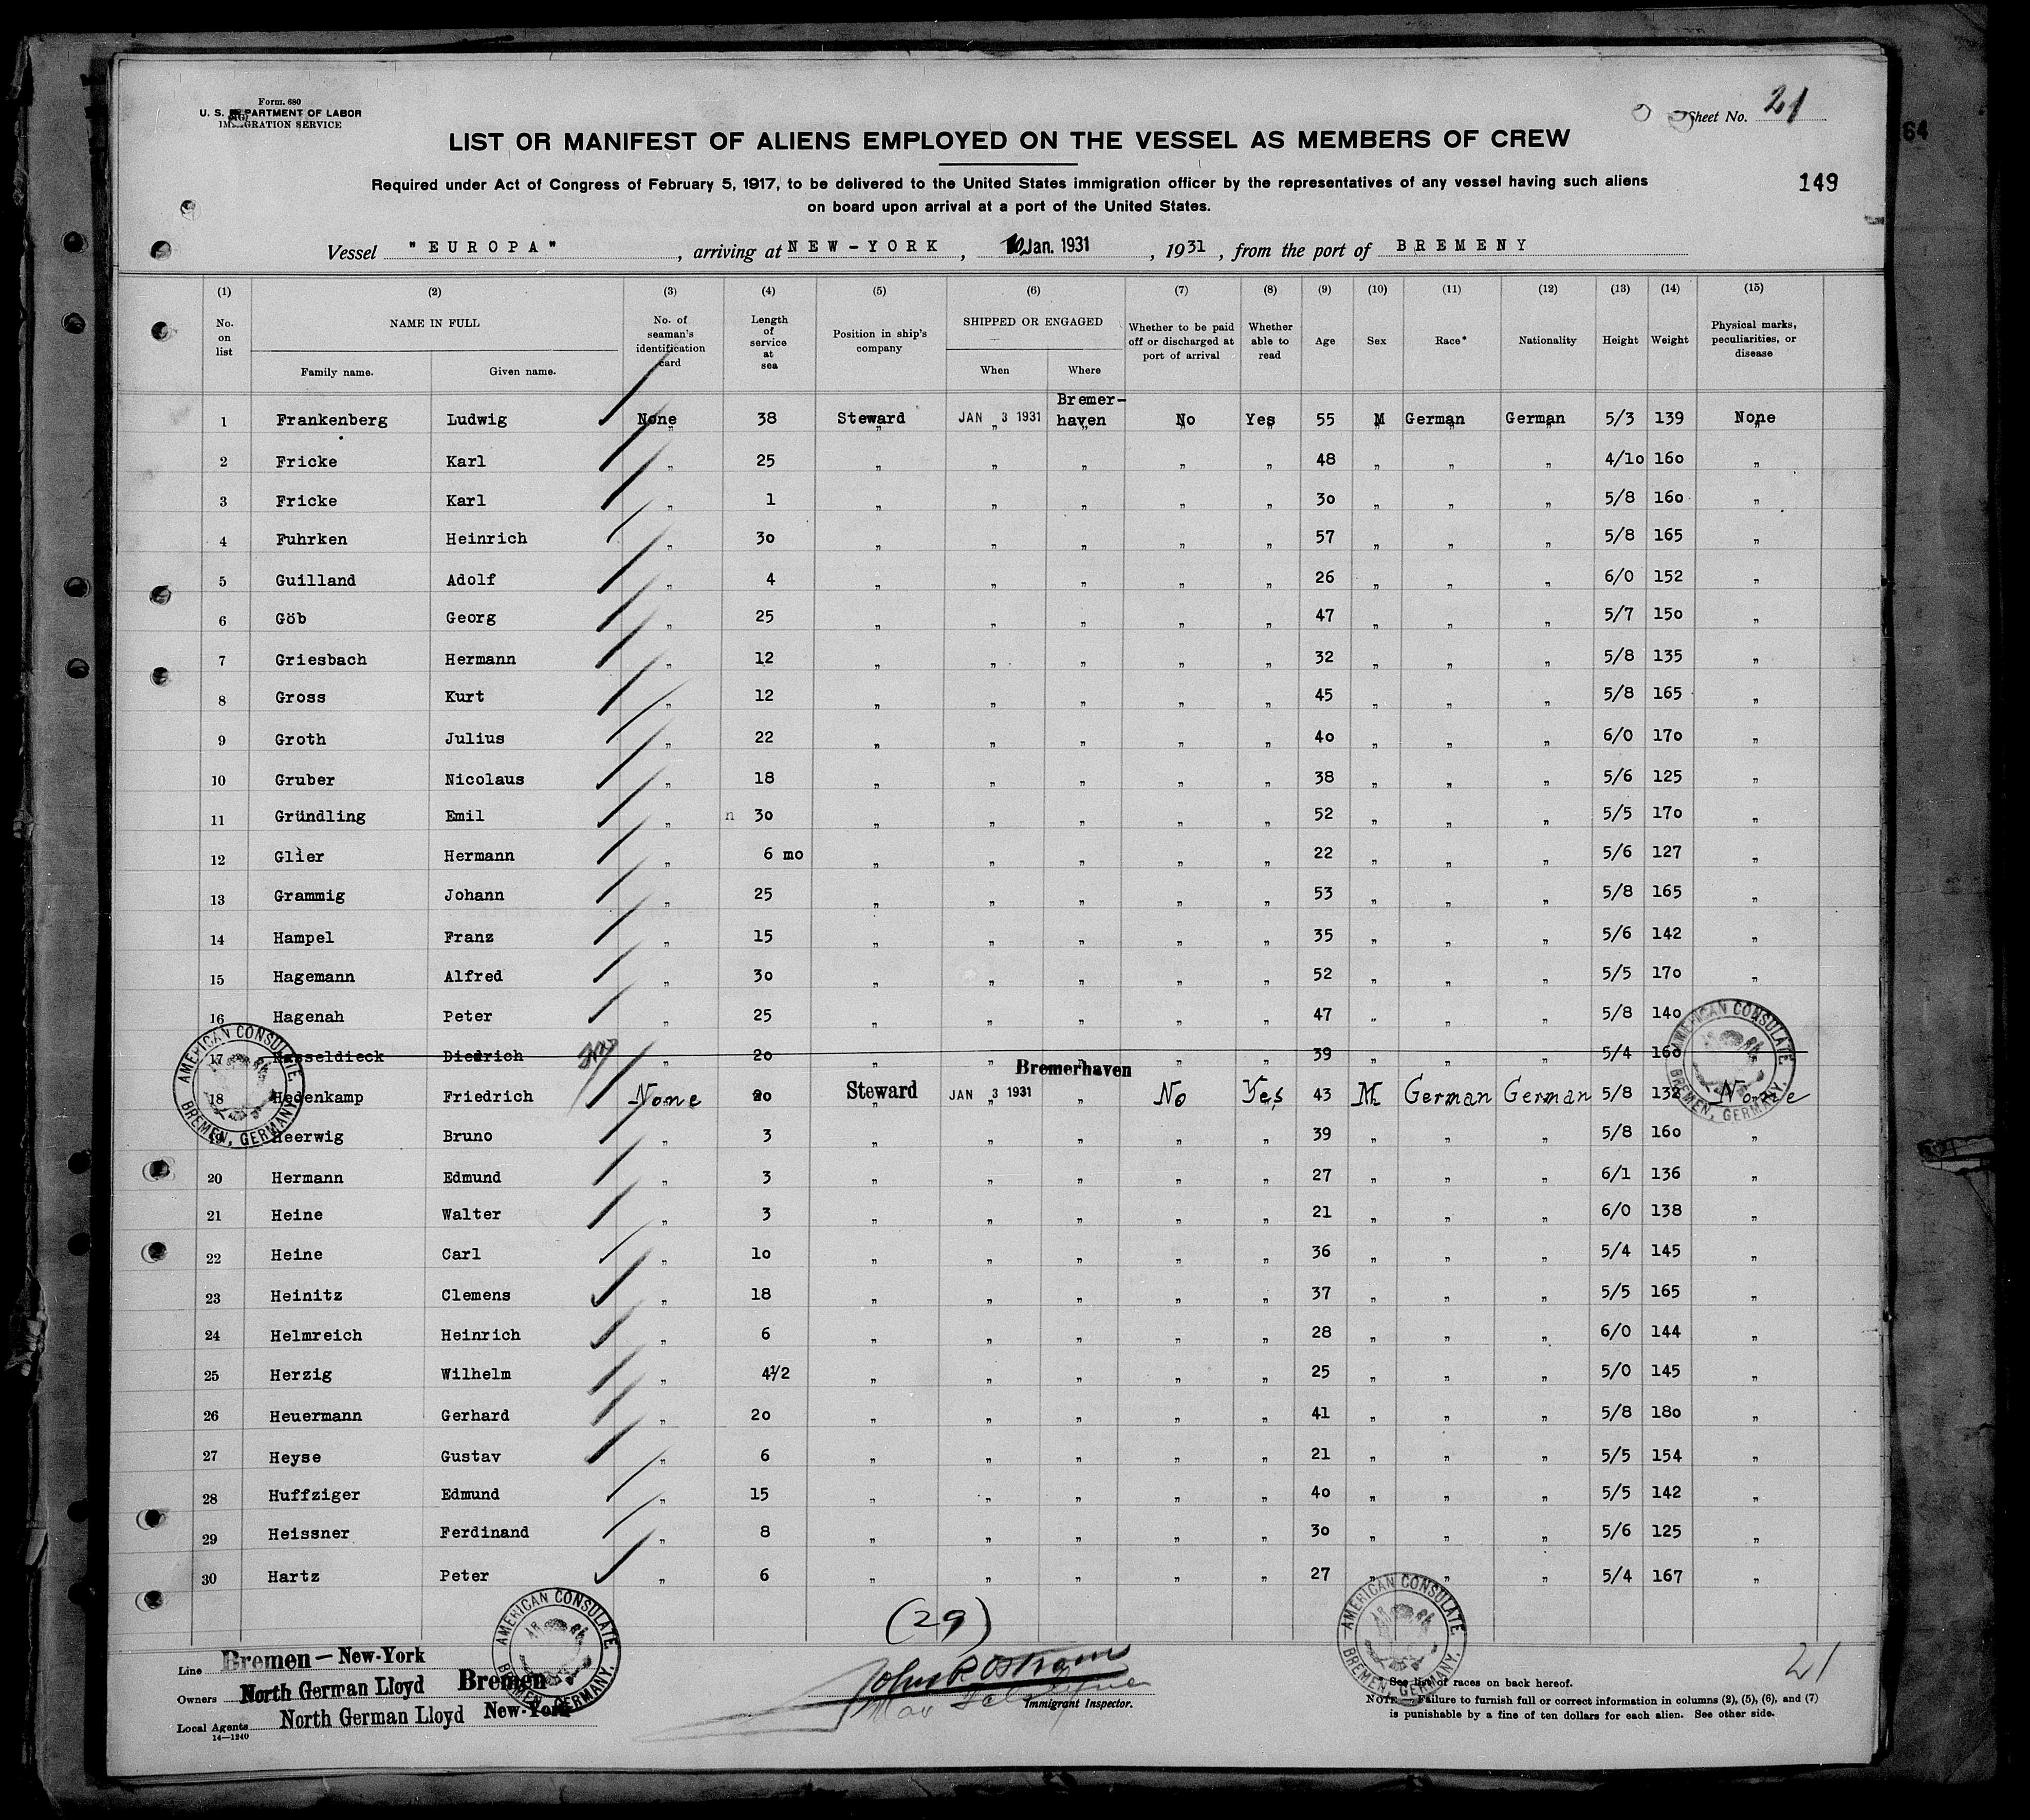 Form. 680
U. S. DEPARTMENT OF LABOR
IMMIGRATION SERVICE
Sheet No. 21
64
LIST OR MANIFEST OF ALIENS EMPLOYED ON THE VESSEL AS MEMBERS OF CREW
149
Required under Act of Congress of February 5, 1917, to be delivered to the United States immigration officer by the representatives of any vessel having such aliens
on board upon arrival at a port of the United States.
Vessel "EUROPA", arriving at NEW-YORK, 10 Jan. 1931, 1931, from the port of BREMENY
(1) (2) (3) (4) (5) (6) (7) (8) (9) (10) (11) (12) (13) (14) (15)
No. on list NAME IN FULL Family name. Given name. No. of seaman's identification card Length of service at sea Position in ship's company SHIPPED OR ENGAGED When Where Whether to be paid off or discharged at port of arrival Whether able to read Age Sex Race* Nationality Height Weight Physical marks, peculiarities, or disease
1 Frankenberg Ludwig None 38 Steward JAN 3 1931 Bremer-haven No Yes 55 M German German 5/3 139 None
2 Fricke Karl " 25 " " " " " 48 " " " 4/10 160 "
3 Fricke Karl " 1 " " " " " 30 " " " 5/8 160 "
4 Fuhrken Heinrich " 30 " " " " " 57 " " " 5/8 165 "
5 Guilland Adolf " 4 " " " " " 26 " " " 6/0 152 "
6 Göb Georg " 25 " " " " " 47 " " " 5/7 150 "
7 Griesbach Hermann " 12 " " " " " 32 " " " 5/8 135 "
8 Gross Kurt " 12 " " " " " 45 " " " 5/8 165 "
9 Groth Julius " 22 " " " " " 40 " " " 6/0 170 "
10 Gruber Nicolaus " 18 " " " " " 38 " " " 5/6 125 "
11 Gründling Emil " n 30 " " " " " 52 " " " 5/5 170 "
12 Glier Hermann " 6 mo " " " " " 22 " " " 5/6 127 "
13 Grammig Johann " 25 " " " " " 53 " " " 5/8 165 "
14 Hampel Franz " 15 " " " " " 35 " " " 5/6 142 "
15 Hagemann Alfred " 30 " " " " " 52 " " " 5/5 170 "
16 Hagenah Peter " 25 " " " " " 47 " " " 5/8 140 "
17 Hasseldieck Diedrich " 20 " " " " " 39 " " " 5/4 160 "
18 Hedenkamp Friedrich None 20 Steward JAN 3 1931 Bremerhaven No Yes 43 M German German 5/8 132 None
19 Heerwig Bruno " 3 " " " " " 39 " " " 5/8 160 "
20 Hermann Edmund " 3 " " " " " 27 " " " 6/1 136 "
21 Heine Walter " 3 " " " " " 21 " " " 6/0 138 "
22 Heine Carl " 10 " " " " " 36 " " " 5/4 145 "
23 Heinitz Clemens " 18 " " " " " 37 " " " 5/5 165 "
24 Helmreich Heinrich " 6 " " " " " 28 " " " 6/0 144 "
25 Herzig Wilhelm " 4½ " " " " " 25 " " " 5/0 145 "
26 Heuermann Gerhard " 20 " " " " " 41 " " " 5/8 180 "
27 Heyse Gustav " 6 " " " " " 21 " " " 5/5 154 "
28 Huffziger Edmund " 15 " " " " " 40 " " " 5/5 142 "
29 Heissner Ferdinand " 8 " " " " " 30 " " " 5/6 125 "
30 Hartz Peter " 6 " " " " " 27 " " " 5/4 167 "
AMERICAN CONSULATE BREMEN, GERMANY.
AMERICAN CONSULATE BREMEN, GERMANY.
AMERICAN CONSULATE BREMEN, GERMANY.
AMERICAN CONSULATE BREMEN, GERMANY.
(29)
21
Line Bremen – New-York
Owners North German Lloyd Bremen
Local Agents North German Lloyd New-York
14—1240
Immigrant Inspector.
See list of races on back hereof.
NOTE.—Failure to furnish full or correct information in columns (2), (5), (6), and (7)
is punishable by a fine of ten dollars for each alien. See other side.